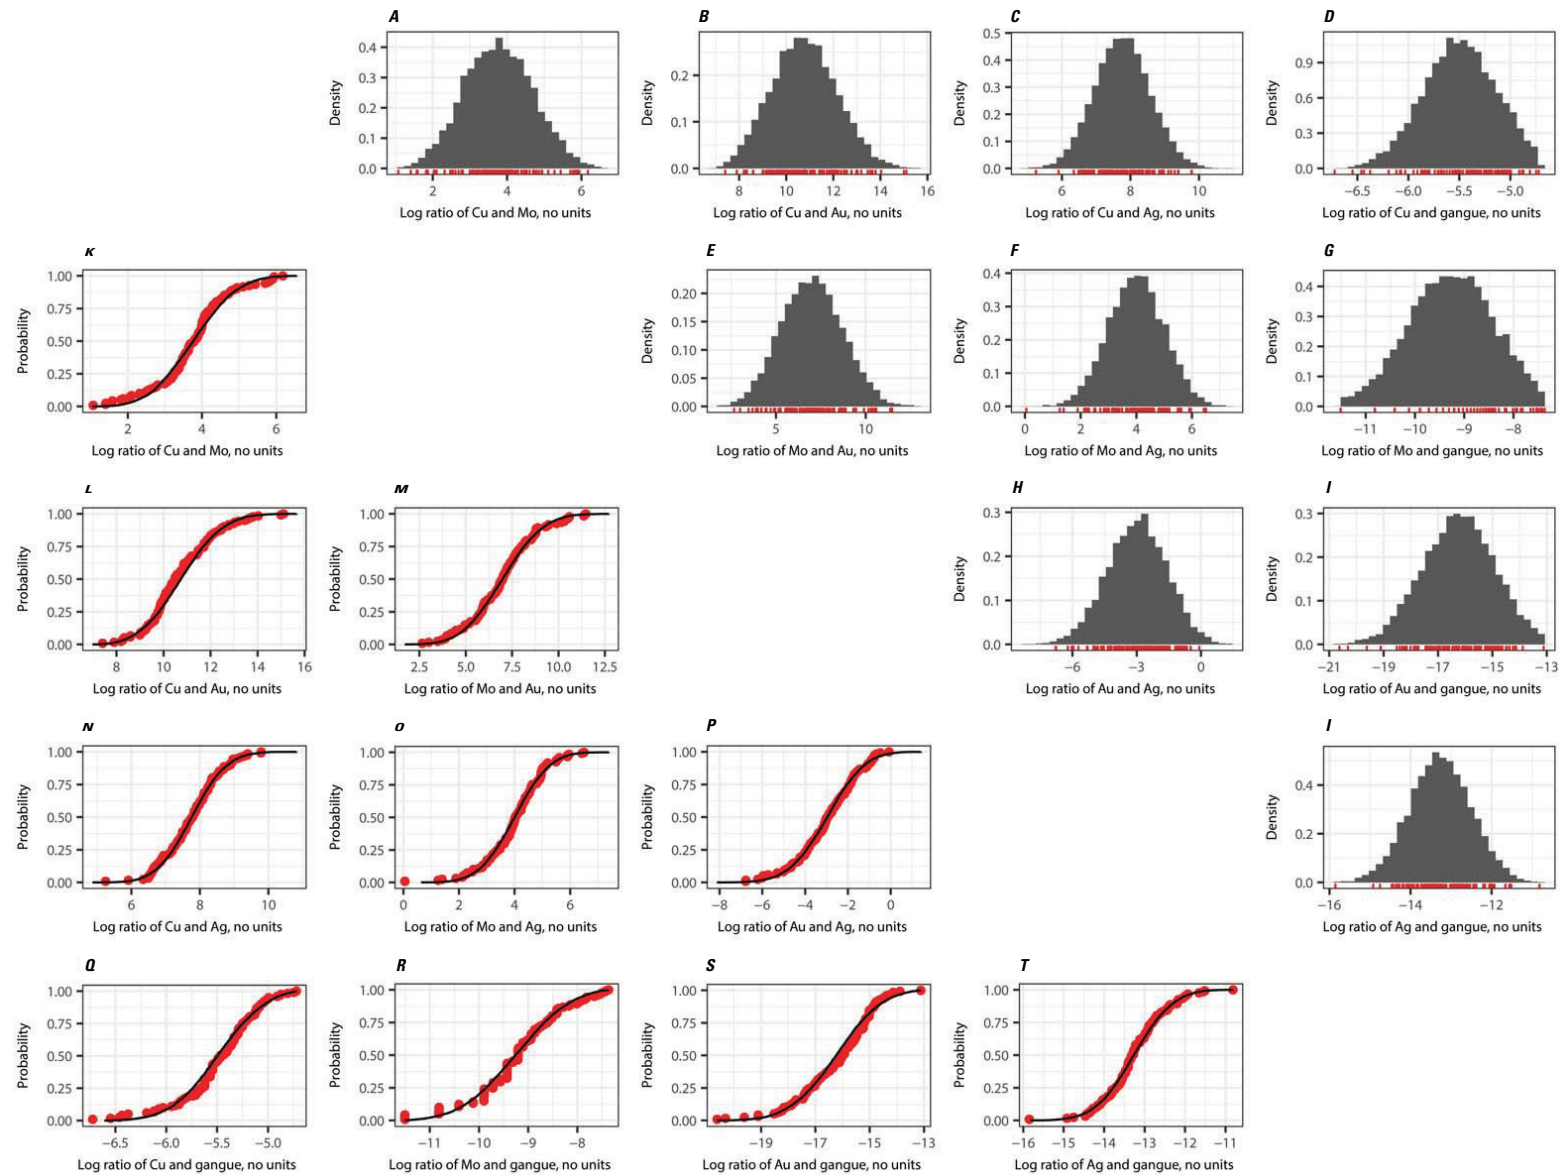 A
B
C
D
0.4
0.3
0.2
0.1
0.0
Density
2 4 6
Log ratio of Cu and Mo, no units
0.2
0.1
0.0
Density
8 10 12 14 16
Log ratio of Cu and Au, no units
0.5
0.4
0.3
0.2
0.1
0.0
Density
6 8 10
Log ratio of Cu and Ag, no units
0.9
0.6
0.3
0.0
Density
−6.5 −6.0 −5.5 −5.0
Log ratio of Cu and gangue, no units
K
E
F
G
1.00
0.75
0.50
0.25
0.00
Probability
2 4 6
Log ratio of Cu and Mo, no units
0.20
0.15
0.10
0.05
0.00
Density
5 10
Log ratio of Mo and Au, no units
0.4
0.3
0.2
0.1
0.0
Density
0 2 4 6
Log ratio of Mo and Ag, no units
0.4
0.3
0.2
0.1
0.0
Density
−11 −10 −9 −8
Log ratio of Mo and gangue, no units
L
M
H
I
1.00
0.75
0.50
0.25
0.00
Probability
8 10 12 14 16
Log ratio of Cu and Au, no units
1.00
0.75
0.50
0.25
0.00
Probability
2.5 5.0 7.5 10.0 12.5
Log ratio of Mo and Au, no units
0.3
0.2
0.1
0.0
Density
−6 −3 0
Log ratio of Au and Ag, no units
0.3
0.2
0.1
0.0
Density
−21 −19 −17 −15 −13
Log ratio of Au and gangue, no units
N
O
P
I
1.00
0.75
0.50
0.25
0.00
Probability
6 8 10
Log ratio of Cu and Ag, no units
1.00
0.75
0.50
0.25
0.00
Probability
0 2 4 6
Log ratio of Mo and Ag, no units
1.00
0.75
0.50
0.25
0.00
Probability
−8 −6 −4 −2 0
Log ratio of Au and Ag, no units
0.4
0.2
0.0
Density
−16 −14 −12
Log ratio of Ag and gangue, no units
Q
R
S
T
1.00
0.75
0.50
0.25
0.00
Probability
−6.5 −6.0 −5.5 −5.0
Log ratio of Cu and gangue, no units
1.00
0.75
0.50
0.25
0.00
Probability
−11 −10 −9 −8
Log ratio of Mo and gangue, no units
1.00
0.75
0.50
0.25
0.00
Probability
−19 −17 −15 −13
Log ratio of Au and gangue, no units
1.00
0.75
0.50
0.25
0.00
Probability
−16 −15 −14 −13 −12 −11
Log ratio of Ag and gangue, no units